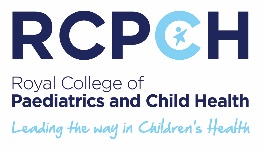 RCPCH
Royal College of
Paediatrics and Child Health
Leading the way in Children's Health